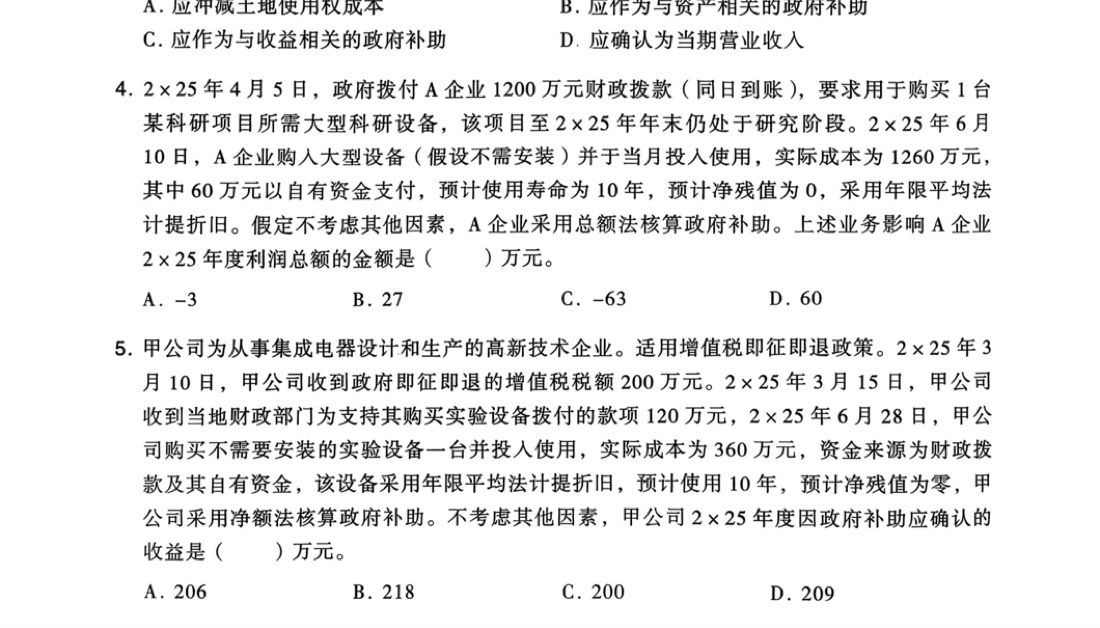 A. 应冲减土地使用权成本 B. 应作为与资产相关的政府补助
C. 应作为与收益相关的政府补助 D. 应确认为当期营业收入
4. 2×25 年 4 月 5 日，政府拨付 A 企业 1200 万元财政拨款（同日到账），要求用于购买 1 台
某科研项目所需大型科研设备，该项目至 2×25 年年末仍处于研究阶段。2×25 年 6 月
10 日，A 企业购入大型设备（假设不需安装）并于当月投入使用，实际成本为 1260 万元，
其中 60 万元以自有资金支付，预计使用寿命为 10 年，预计净残值为 0，采用年限平均法
计提折旧。假定不考虑其他因素，A 企业采用总额法核算政府补助。上述业务影响 A 企业
2×25 年度利润总额的金额是（ ）万元。
A. -3 B. 27 C. -63 D. 60
5. 甲公司为从事集成电器设计和生产的高新技术企业。适用增值税即征即退政策。2×25 年 3
月 10 日，甲公司收到政府即征即退的增值税税额 200 万元。2×25 年 3 月 15 日，甲公司
收到当地财政部门为支持其购买实验设备拨付的款项 120 万元，2×25 年 6 月 28 日，甲公
司购买不需要安装的实验设备一台并投入使用，实际成本为 360 万元，资金来源为财政拨
款及其自有资金，该设备采用年限平均法计提折旧，预计使用 10 年，预计净残值为零，甲
公司采用净额法核算政府补助。不考虑其他因素，甲公司 2×25 年度因政府补助应确认的
收益是（ ）万元。
A. 206 B. 218 C. 200 D. 209